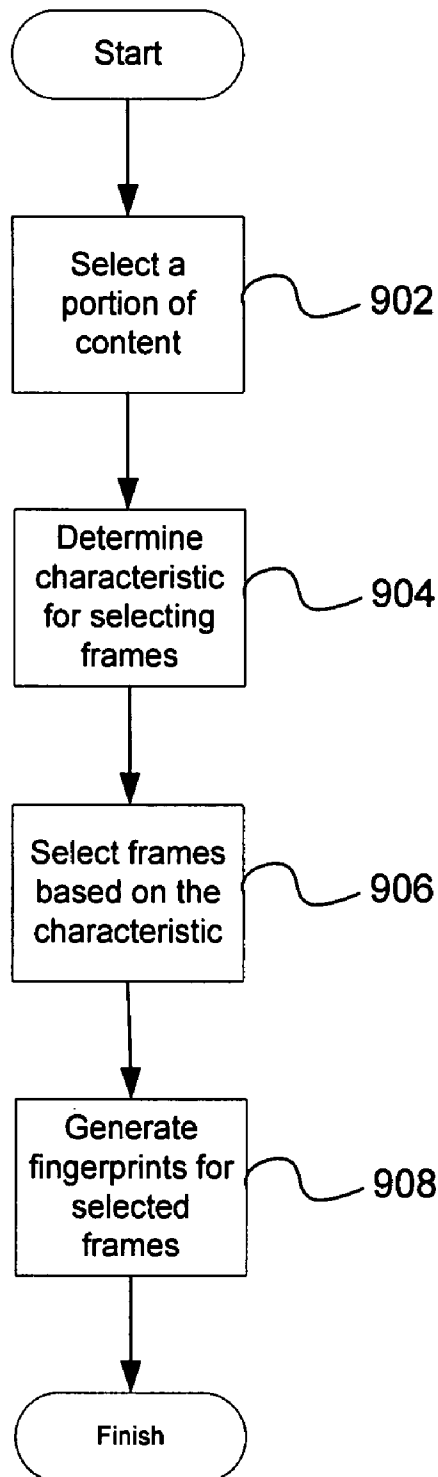 Start
Select a
portion of
content
902
Determine
characteristic
for selecting
frames
904
Select frames
based on the
characteristic
906
Generate
fingerprints for
selected
frames
908
Finish